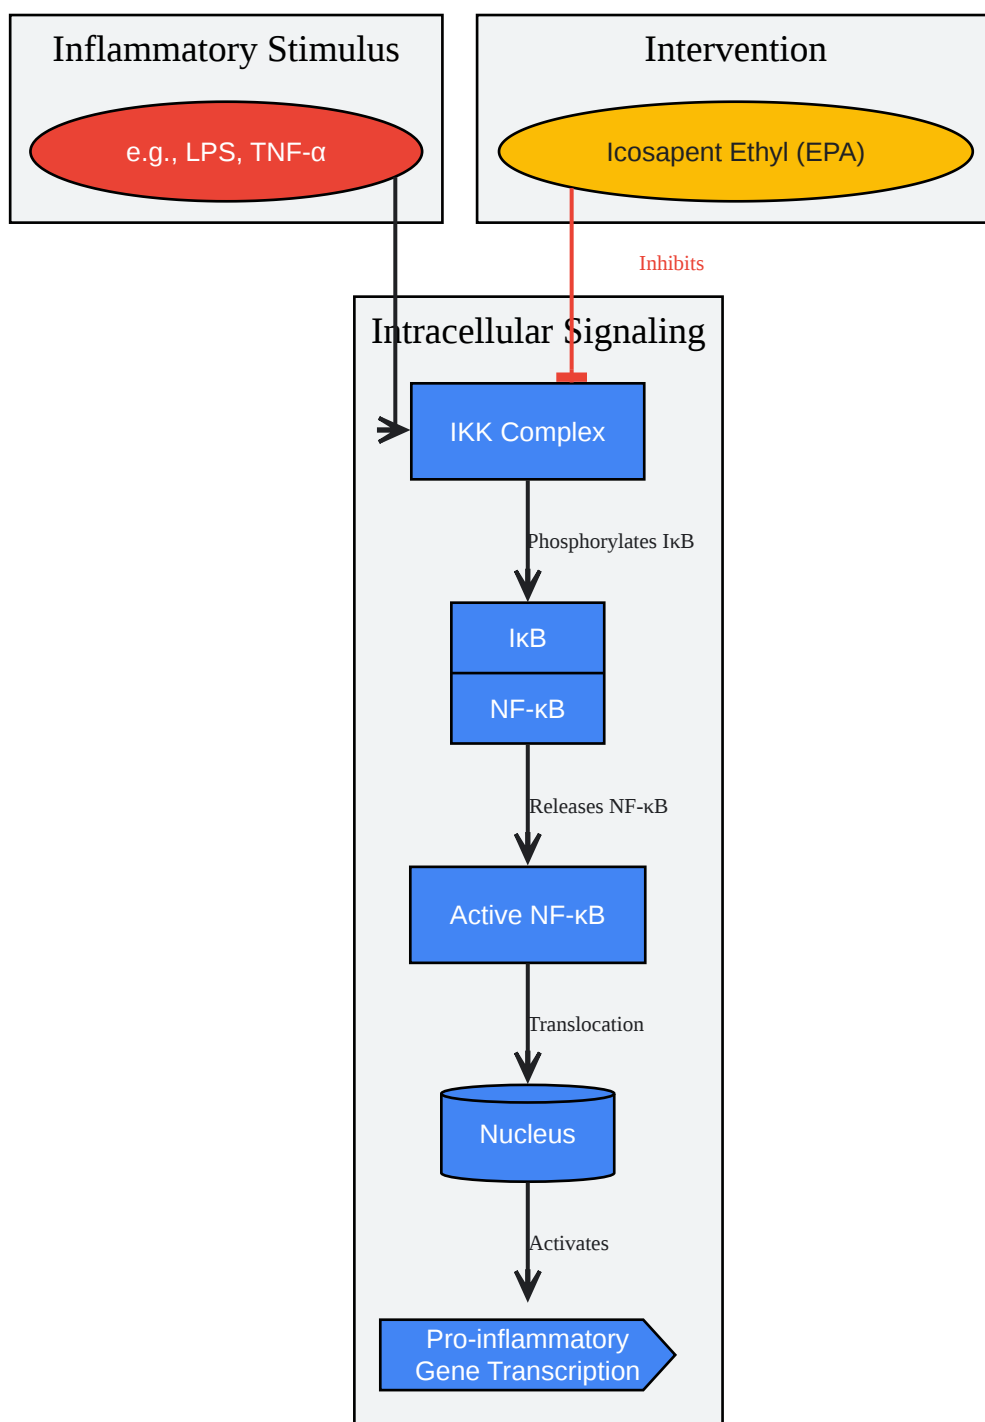 Inflammatory Stimulus
e.g., LPS, TNF-α
Intervention
Icosapent Ethyl (EPA)
Inhibits
Intracellular Signaling
IKK Complex
Phosphorylates IκB
IκB
NF-κB
Releases NF-κB
Active NF-κB
Translocation
Nucleus
Activates
Pro-inflammatory
Gene Transcription